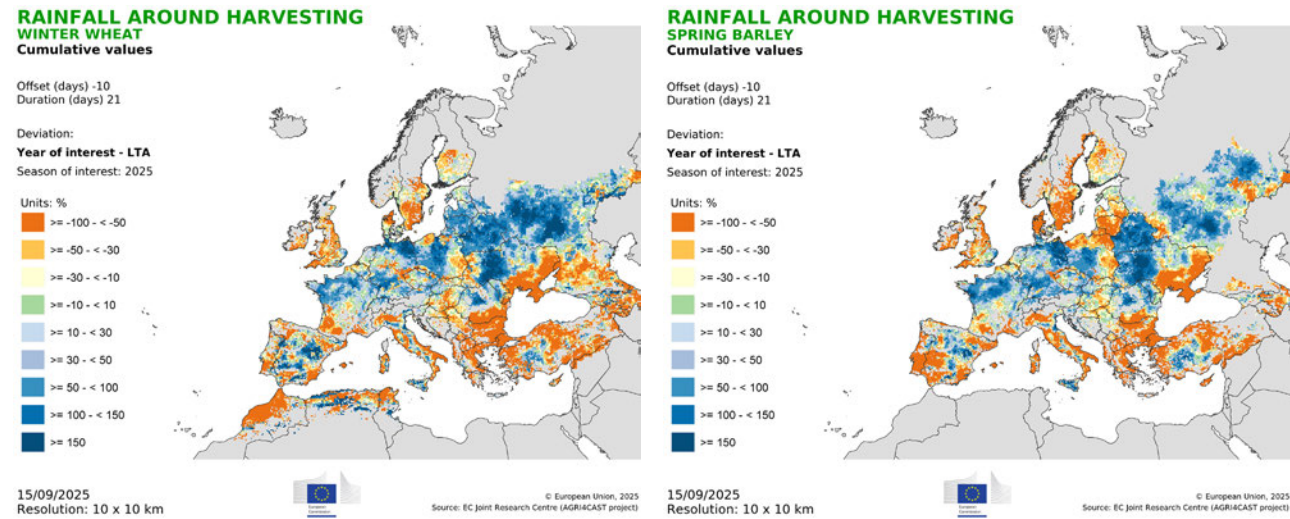 RAINFALL AROUND HARVESTING
WINTER WHEAT
Cumulative values
Offset (days) -10
Duration (days) 21
Deviation:
Year of interest - LTA
Season of interest: 2025
Units: %
>= -100 - < -50
>= -50 - < -30
>= -30 - < -10
>= -10 - < 10
>= 10 - < 30
>= 30 - < 50
>= 50 - < 100
>= 100 - < 150
>= 150
15/09/2025
Resolution: 10 x 10 km
European
Commission
© European Union, 2025
Source: EC Joint Research Centre (AGRI4CAST project)
RAINFALL AROUND HARVESTING
SPRING BARLEY
Cumulative values
Offset (days) -10
Duration (days) 21
Deviation:
Year of interest - LTA
Season of interest: 2025
Units: %
>= -100 - < -50
>= -50 - < -30
>= -30 - < -10
>= -10 - < 10
>= 10 - < 30
>= 30 - < 50
>= 50 - < 100
>= 100 - < 150
>= 150
15/09/2025
Resolution: 10 x 10 km
European
Commission
© European Union, 2025
Source: EC Joint Research Centre (AGRI4CAST project)